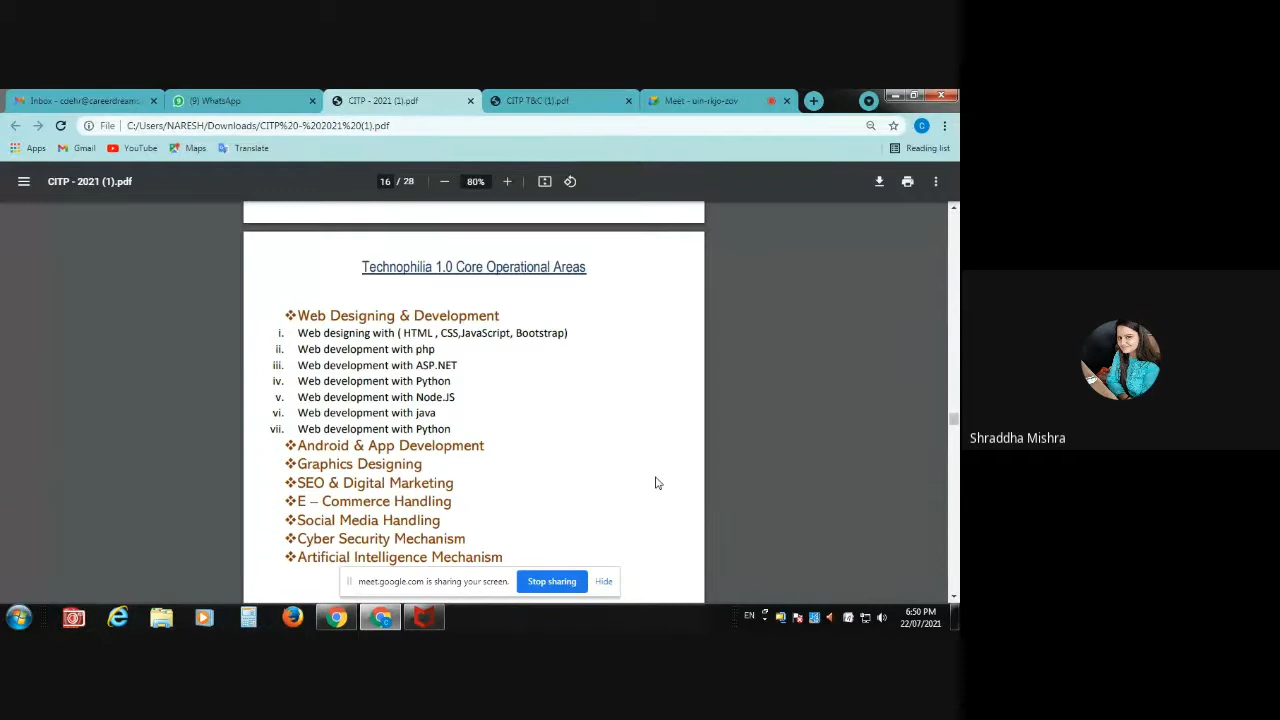 Inbox - cdehr@careerdream...
(9) WhatsApp
CITP - 2021 (1).pdf
CITP T&C (1).pdf
Meet - uin-rkjo-zov
File
C:/Users/NARESH/Downloads/CITP%20-%202021%20(1).pdf
C
Apps
Gmail
YouTube
Maps
Translate
Reading list
CITP - 2021 (1).pdf
16 / 28
80%
Technophilia 1.0 Core Operational Areas
❖Web Designing & Development
i. Web designing with ( HTML , CSS,JavaScript, Bootstrap)
ii. Web development with php
iii. Web development with ASP.NET
iv. Web development with Python
v. Web development with Node.JS
vi. Web development with java
vii. Web development with Python
❖Android & App Development
❖Graphics Designing
❖SEO & Digital Marketing
❖E – Commerce Handling
❖Social Media Handling
❖Cyber Security Mechanism
❖Artificial Intelligence Mechanism
meet.google.com is sharing your screen.
Stop sharing
Hide
EN
6:50 PM
22/07/2021
Shraddha Mishra